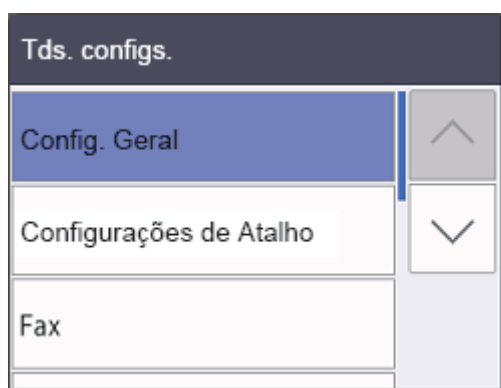 Tds. configs.
Config. Geral
Configurações de Atalho
Fax